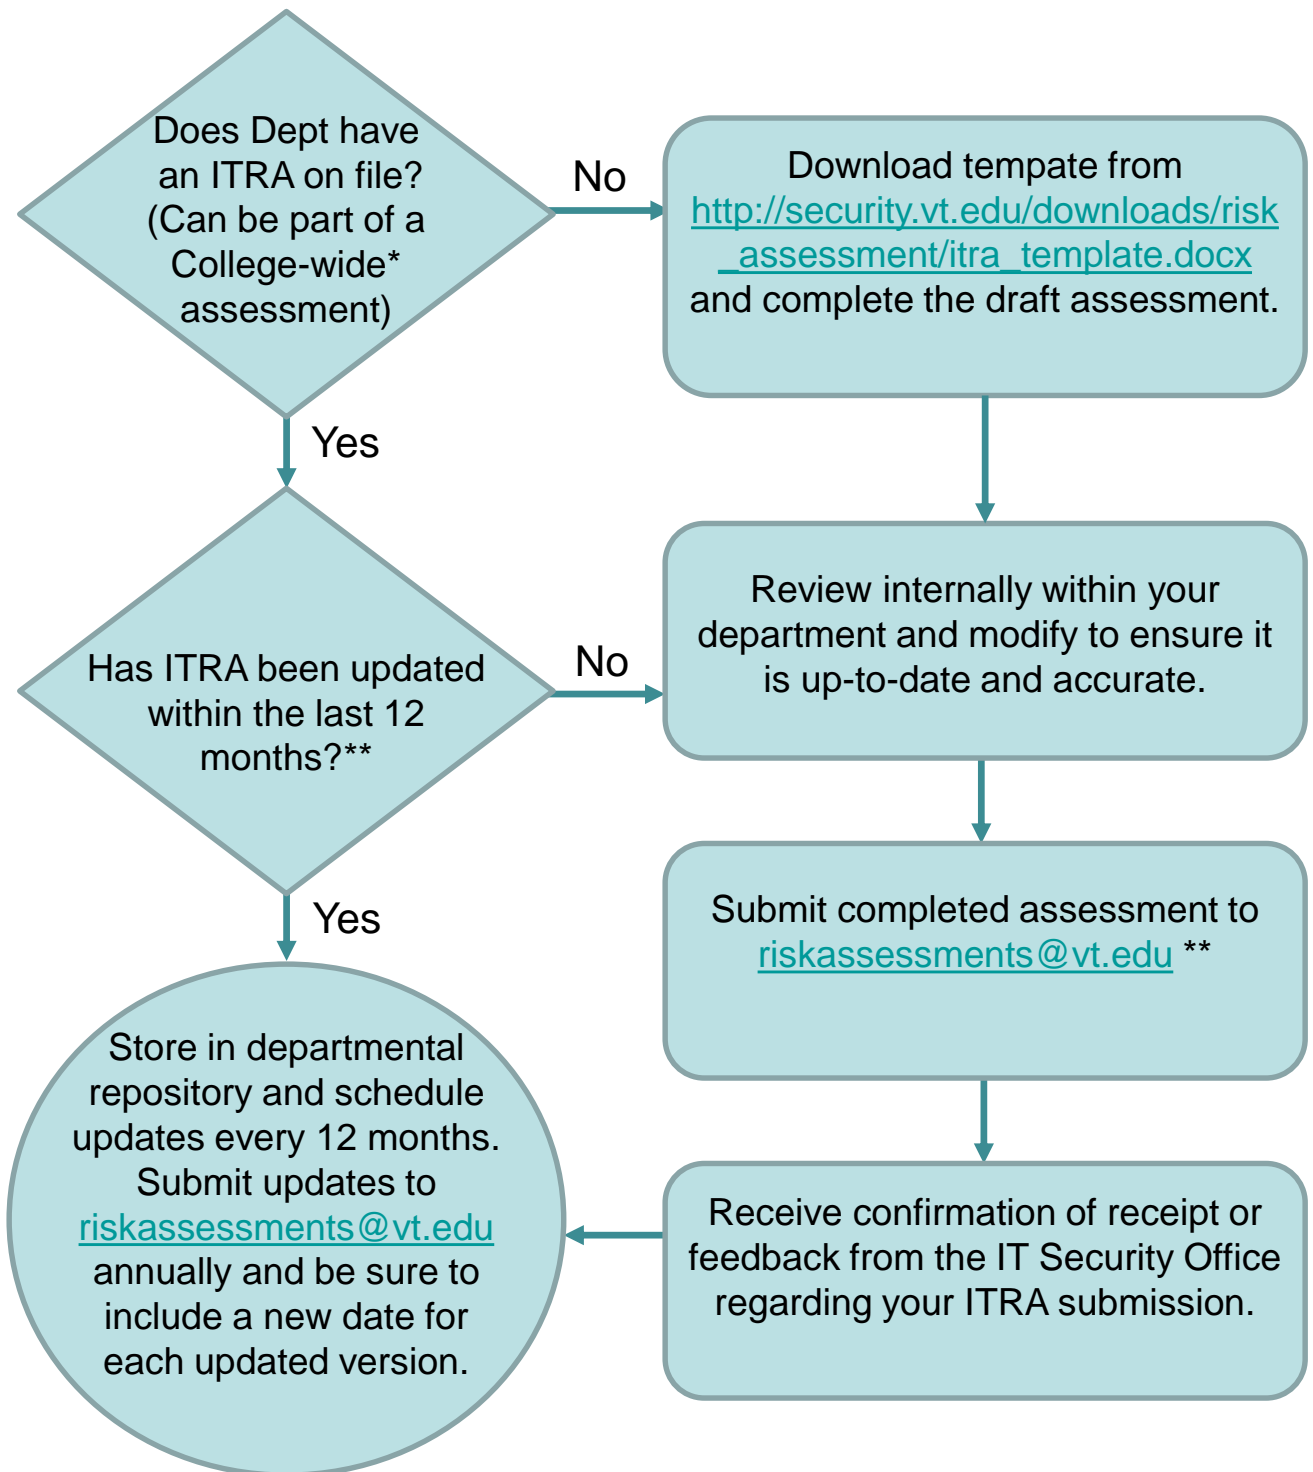 Does Dept have
an ITRA on file?
(Can be part of a
College-wide*
assessment)
No
Download tempate from
http://security.vt.edu/downloads/risk
_assessment/itra_template.docx
and complete the draft assessment.
Yes
Has ITRA been updated
within the last 12
months?**
No
Review internally within your
department and modify to ensure it
is up-to-date and accurate.
Submit completed assessment to
riskassessments@vt.edu **
Yes
Store in departmental
repository and schedule
updates every 12 months.
Submit updates to
riskassessments@vt.edu
annually and be sure to
include a new date for
each updated version.
Receive confirmation of receipt or
feedback from the IT Security Office
regarding your ITRA submission.